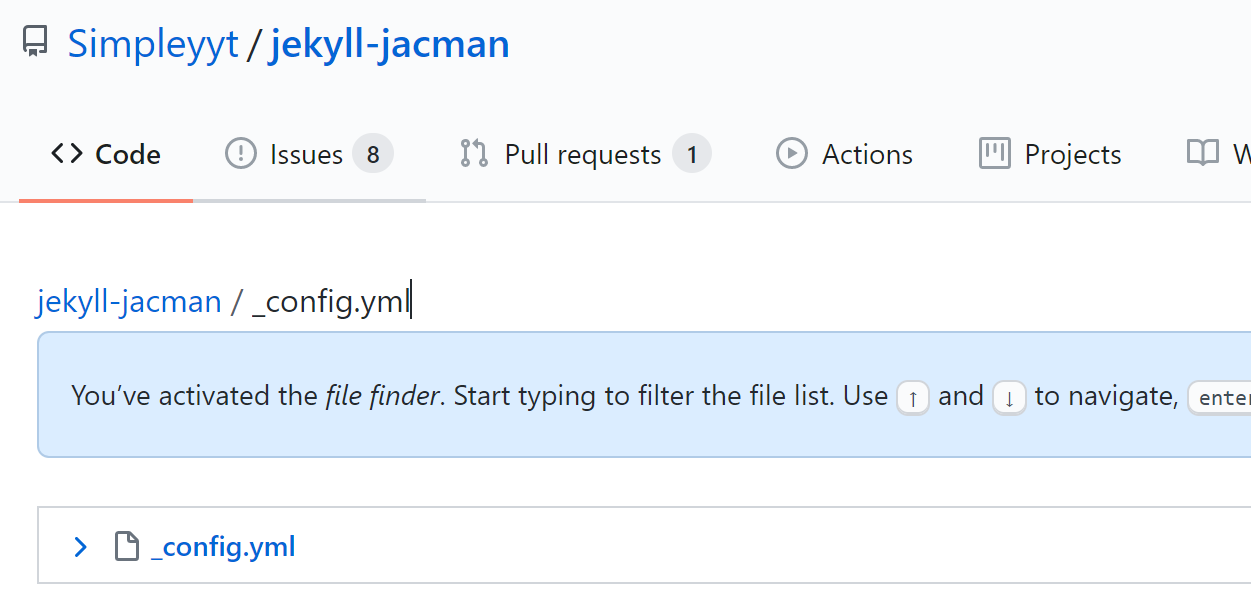 Simpleyyt / jekyll-jacman
Code Issues 8 Pull requests 1 Actions Projects
jekyll-jacman / _config.yml
You’ve activated the file finder. Start typing to filter the file list. Use ↑ and ↓ to navigate,
_config.yml